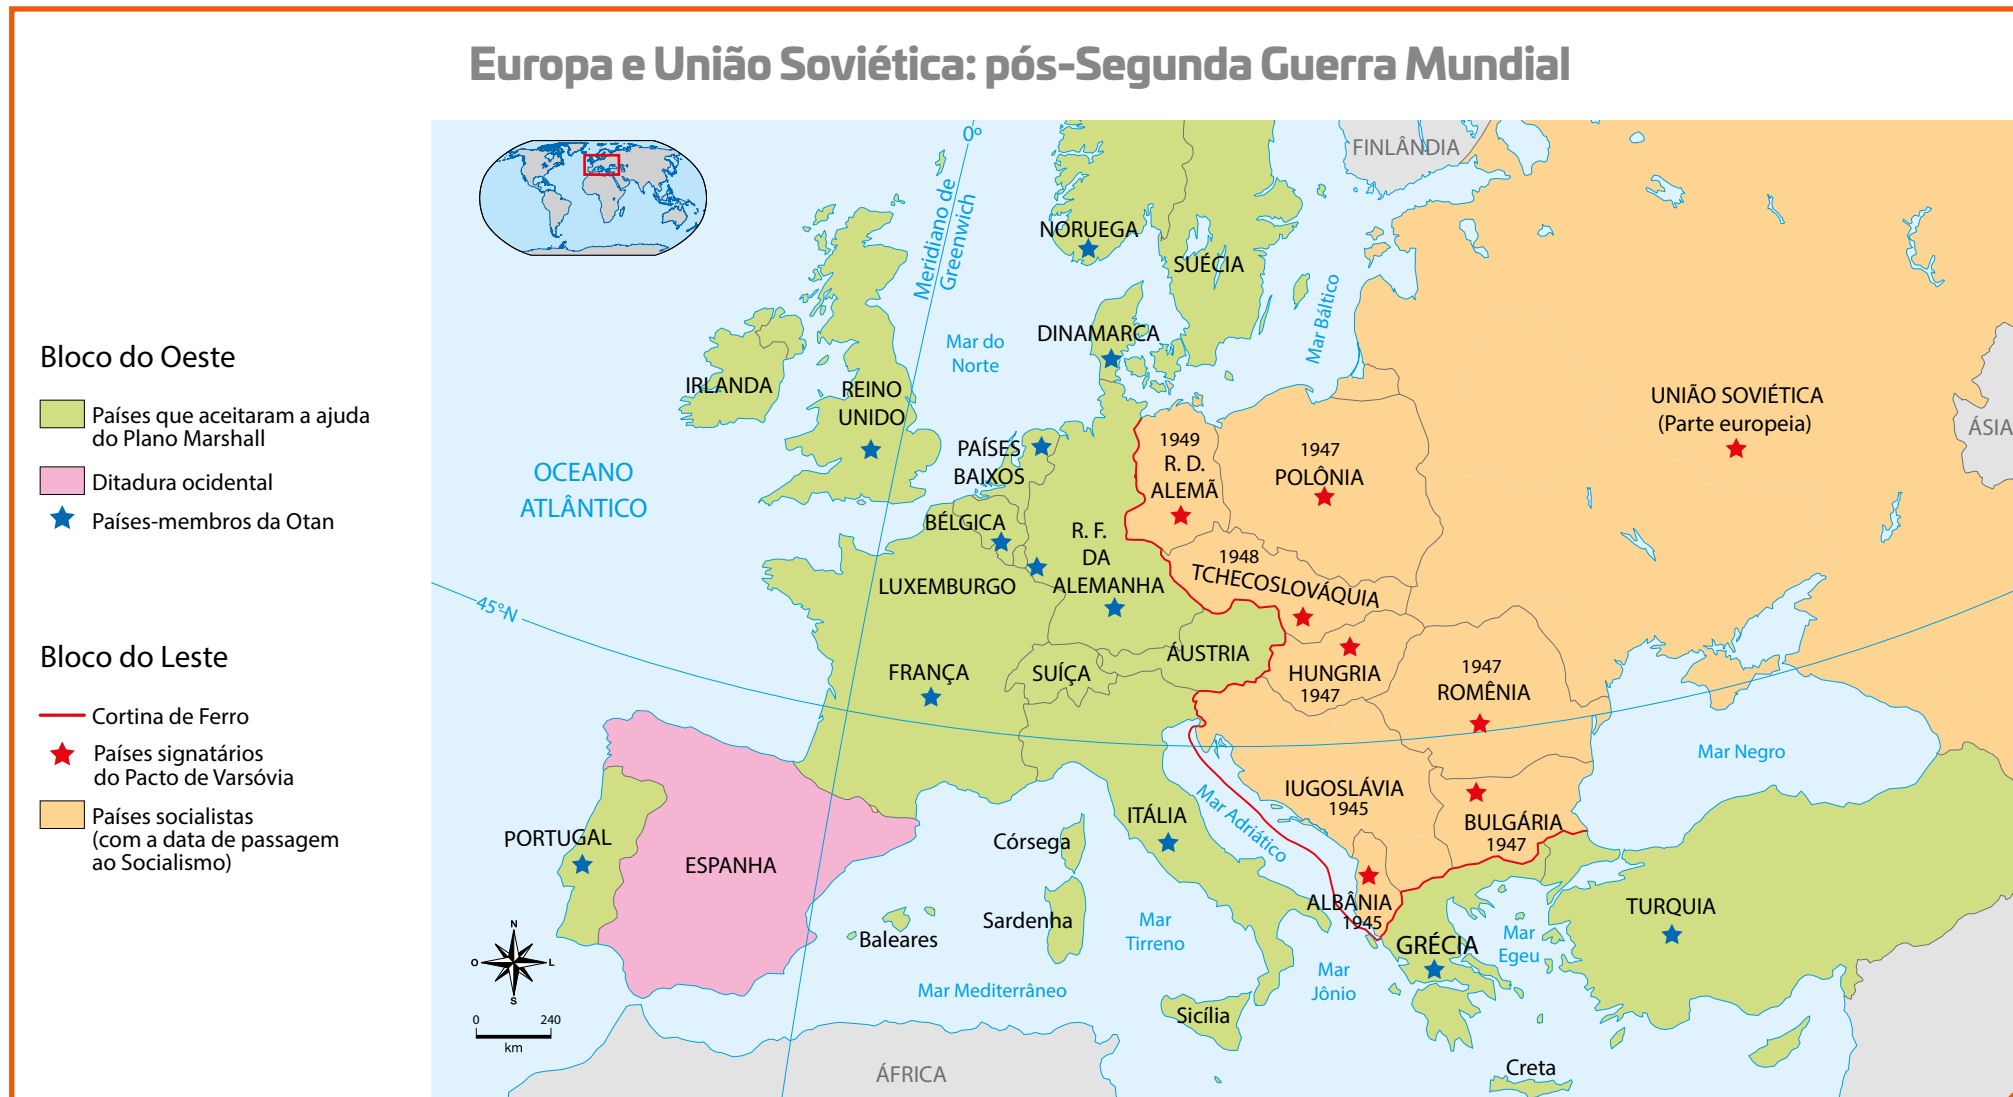 Europa e União Soviética: pós-Segunda Guerra Mundial
Bloco do Oeste
Países que aceitaram a ajuda
do Plano Marshall
Ditadura ocidental
Países-membros da Otan
Bloco do Leste
Cortina de Ferro
Países signatários
do Pacto de Varsóvia
Países socialistas
(com a data de passagem
ao Socialismo)
0°
Meridiano de
Greenwich
FINLÂNDIA
NORUEGA
SUÉCIA
DINAMARCA
Mar do
Norte
Mar Báltico
IRLANDA
REINO
UNIDO
UNIÃO SOVIÉTICA
(Parte europeia)
ÁSIA
PAÍSES
BAIXOS
1949
R. D.
ALEMÃ
1947
POLÔNIA
OCEANO
ATLÂNTICO
BÉLGICA
R. F.
DA
ALEMANHA
LUXEMBURGO
1948
TCHECOSLOVÁQUIA
45°N
FRANÇA
SUÍÇA
ÁUSTRIA
HUNGRIA
1947
1947
ROMÊNIA
Mar Negro
IUGOSLÁVIA
1945
BULGÁRIA
1947
Mar Adriático
ITÁLIA
Córsega
PORTUGAL
ESPANHA
Sardenha
Baleares
Mar
Tirreno
ALBÂNIA
1945
GRÉCIA
Mar
Egeu
TURQUIA
Mar
Jônio
Mar Mediterrâneo
Sicília
Creta
ÁFRICA
N
O
L
S
0
240
km